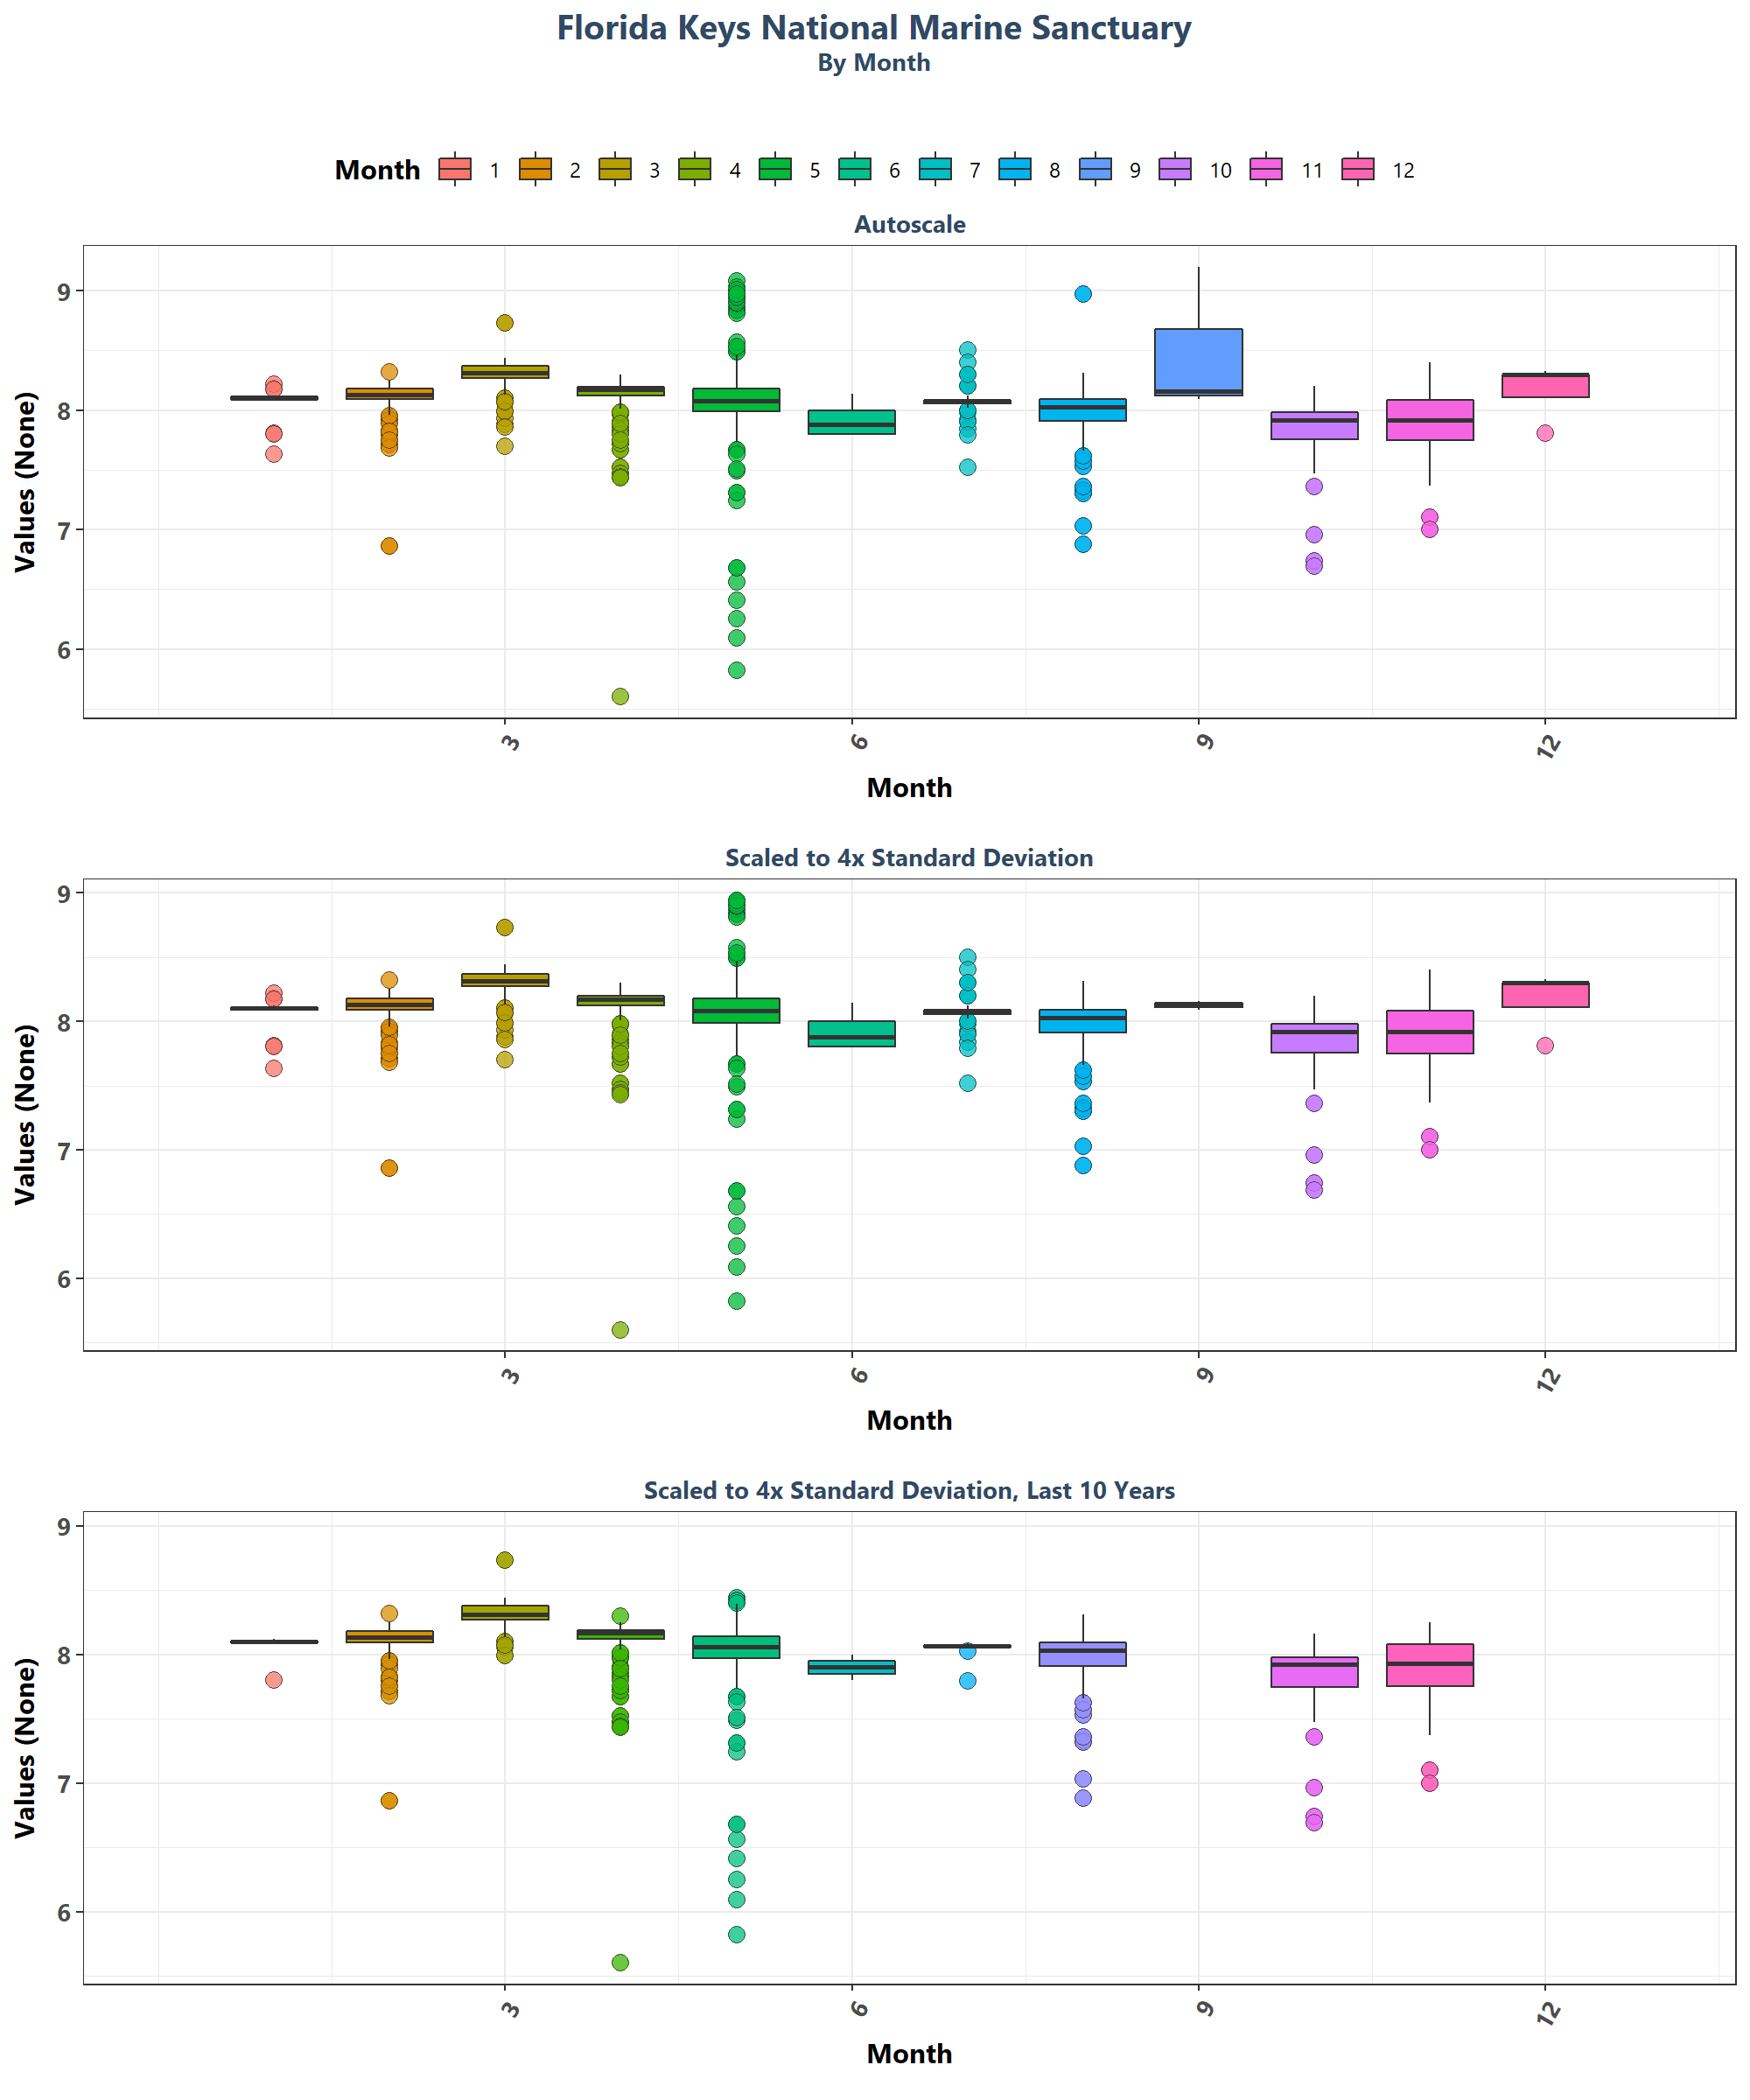 Florida Keys National Marine Sanctuary
By Month
Month 1 2 3 4 5 6 7 8 9 10 11 12
Autoscale
Values (None)
9
8
7
6
3 6 9 12
Month
Scaled to 4x Standard Deviation
Values (None)
9
8
7
6
3 6 9 12
Month
Scaled to 4x Standard Deviation, Last 10 Years
Values (None)
9
8
7
6
3 6 9 12
Month